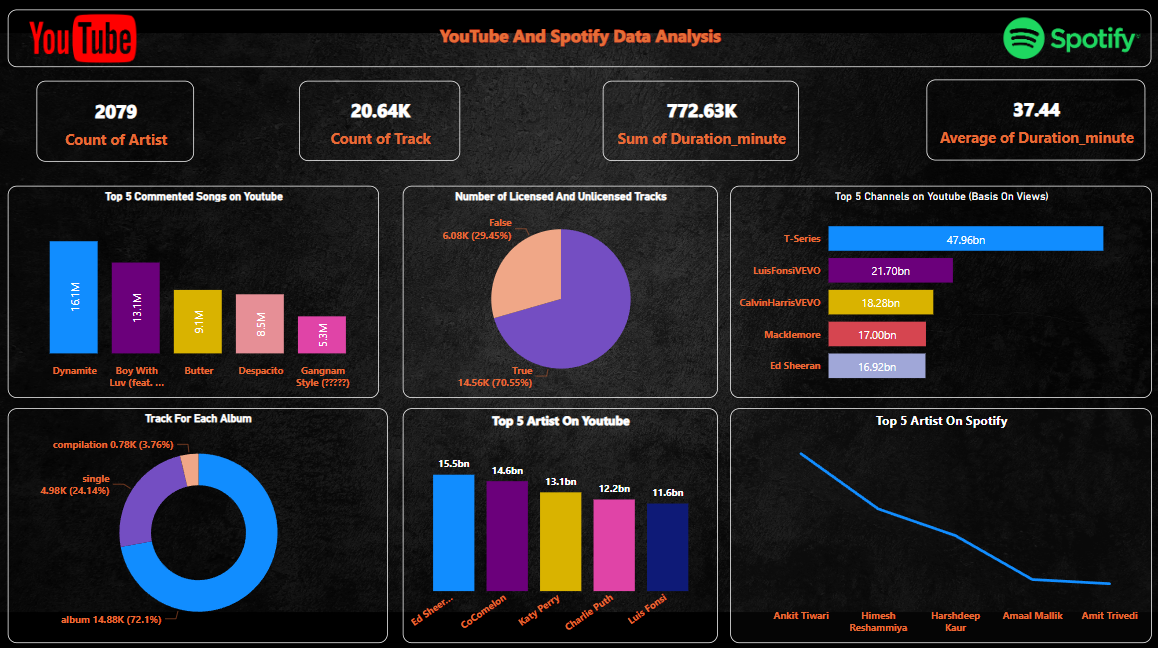 YouTube
YouTube And Spotify Data Analysis
Spotify
2079
Count of Artist
20.64K
Count of Track
772.63K
Sum of Duration_minute
37.44
Average of Duration_minute
Top 5 Commented Songs on Youtube
16.1M
13.1M
9.1M
8.5M
5.3M
Dynamite
Boy With
Luv (feat. ...
Butter
Despacito
Gangnam
Style (?????)
Number of Licensed And Unlicensed Tracks
False
6.08K (29.45%)
True
14.56K (70.55%)
Top 5 Channels on Youtube (Basis On Views)
T-Series
47.96bn
LuisFonsiVEVO
21.70bn
CalvinHarrisVEVO
18.28bn
Macklemore
17.00bn
Ed Sheeran
16.92bn
Track For Each Album
compilation 0.78K (3.76%)
single
4.98K (24.14%)
album 14.88K (72.1%)
Top 5 Artist On Youtube
15.5bn
14.6bn
13.1bn
12.2bn
11.6bn
Ed Sheer...
CoComelon
Katy Perry
Charlie Puth
Luis Fonsi
Top 5 Artist On Spotify
Ankit Tiwari
Himesh
Reshammiya
Harshdeep
Kaur
Amaal Mallik
Amit Trivedi